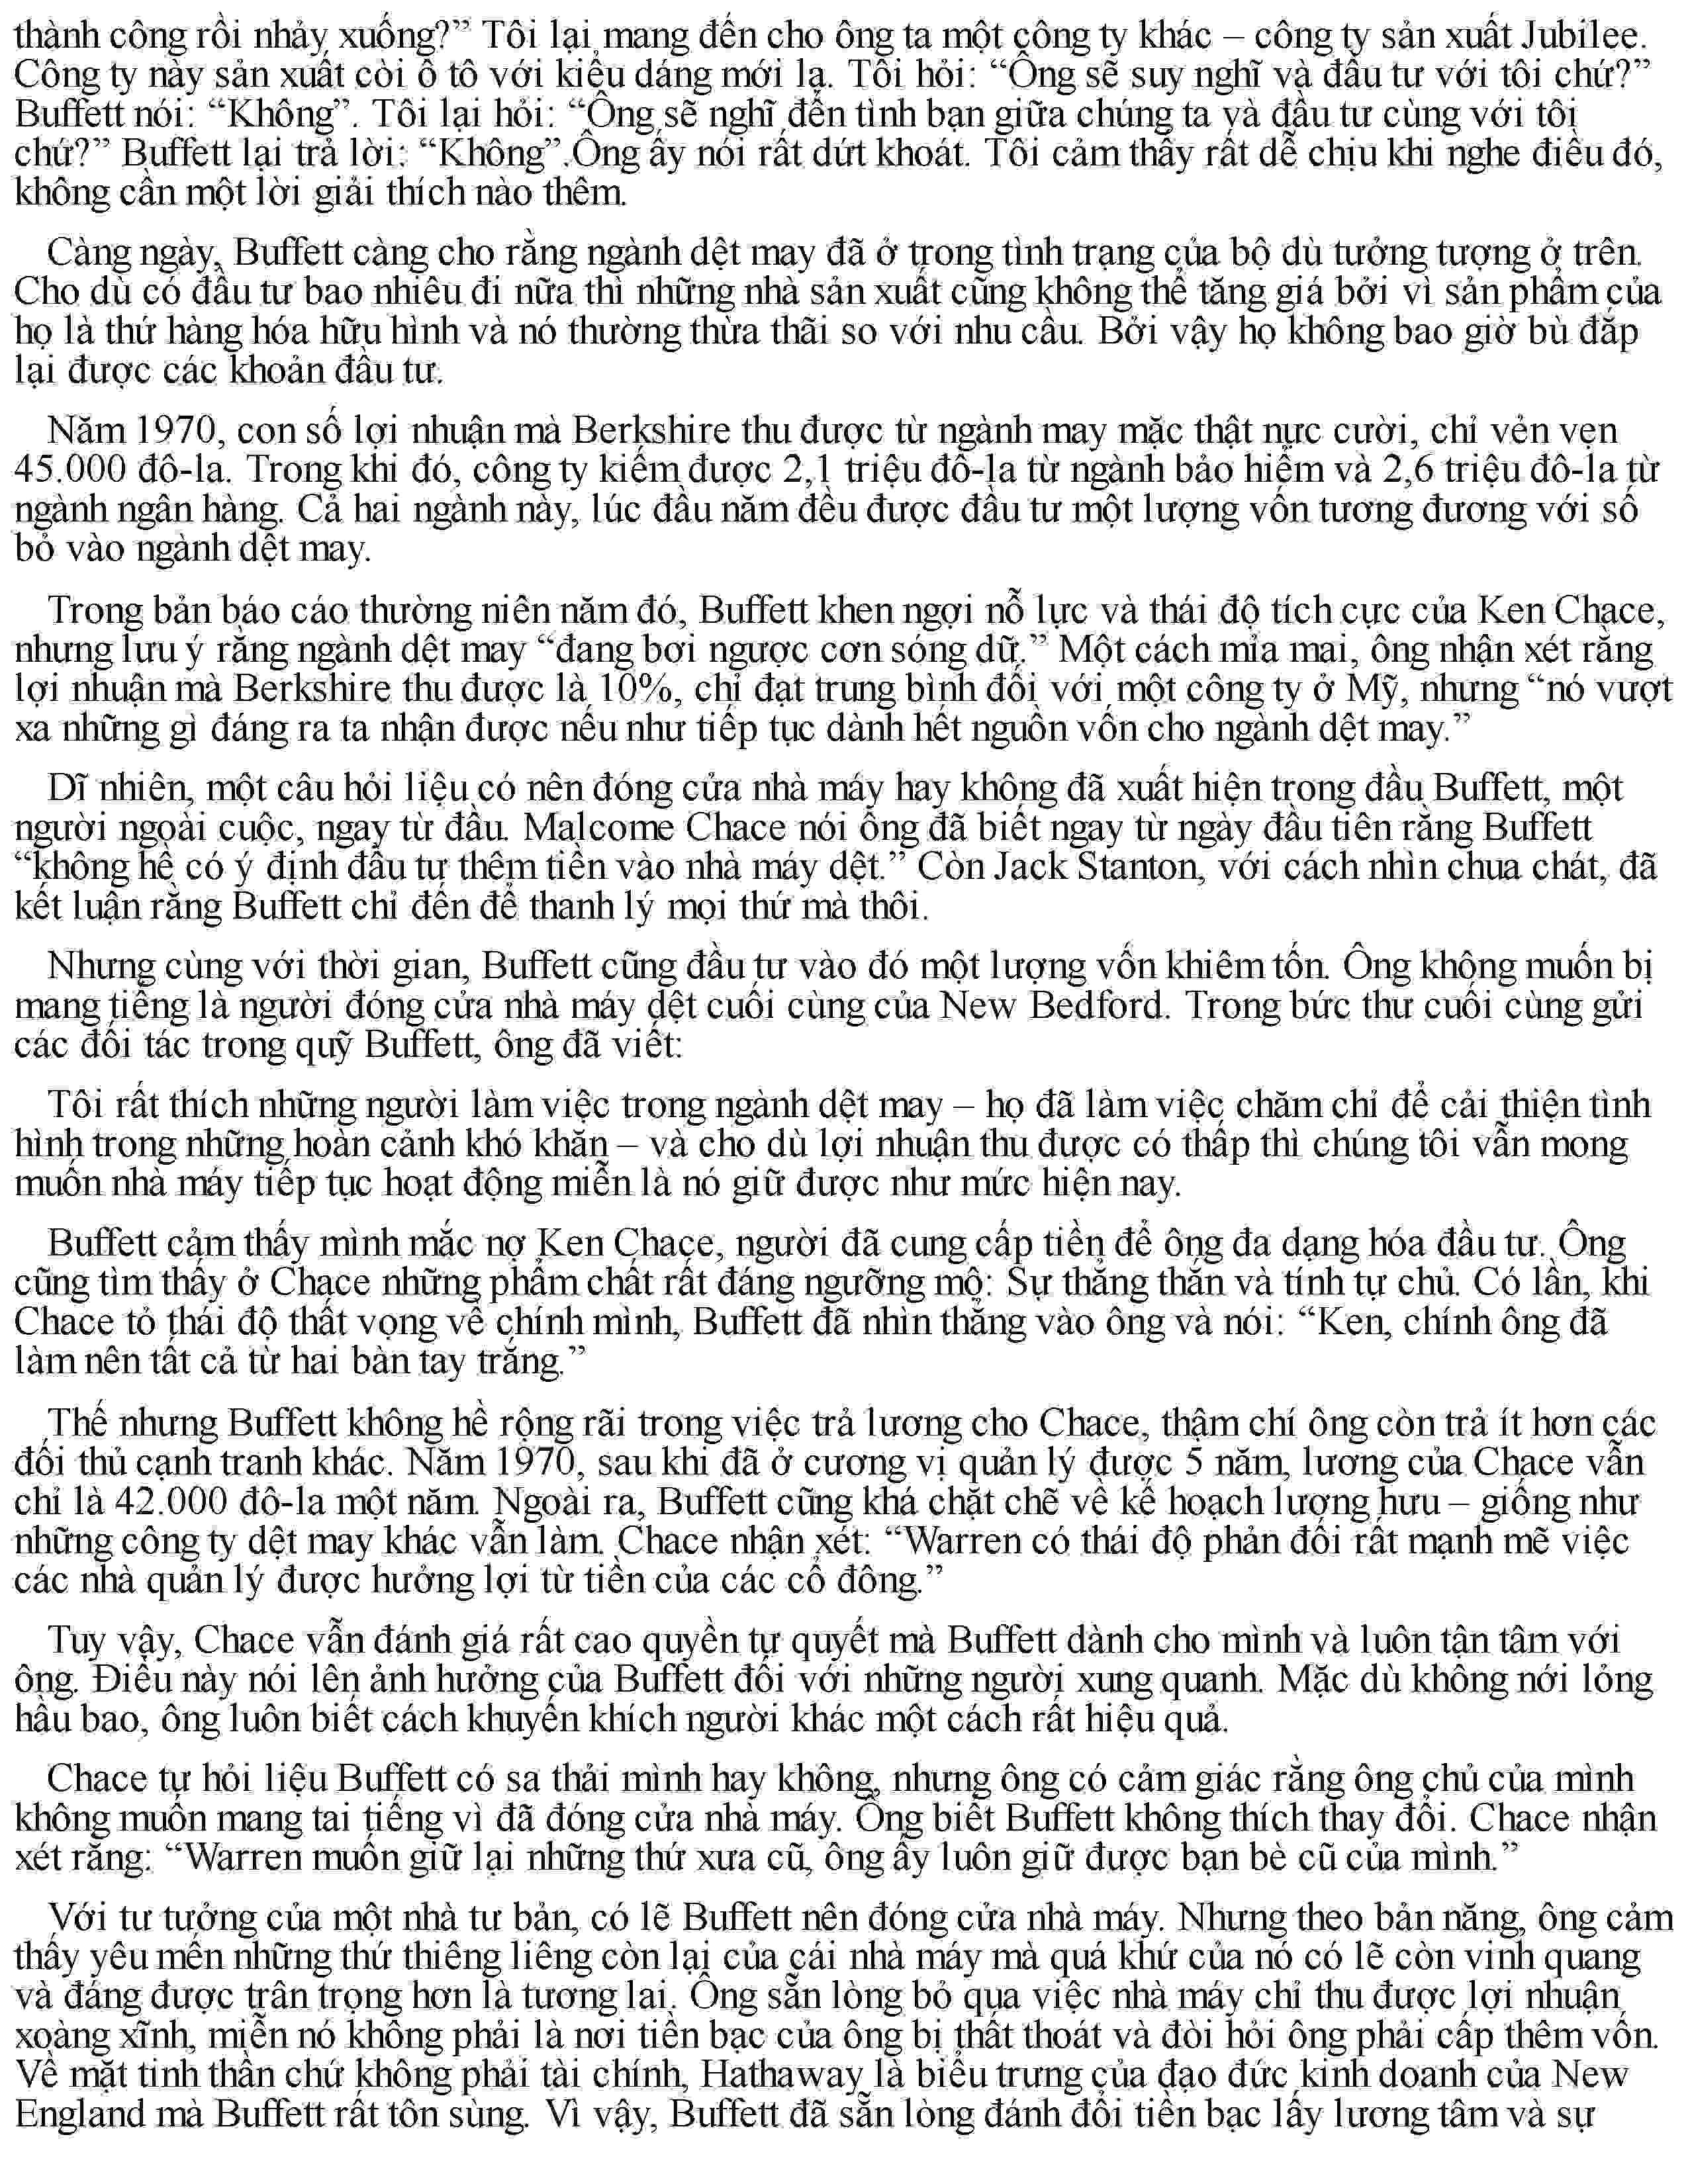 thành công rồi nhảy xuống?” Tôi lại mang đến cho ông ta một công ty khác – công ty sản xuất Jubilee.
Công ty này sản xuất còi ô tô với kiểu dáng mới lạ. Tôi hỏi: “Ông sẽ suy nghĩ và đầu tư với tôi chứ?”
Buffett nói: “Không”. Tôi lại hỏi: “Ông sẽ nghĩ đến tình bạn giữa chúng ta và đầu tư cùng với tôi
chứ?” Buffett lại trả lời: “Không”.Ông ấy nói rất dứt khoát. Tôi cảm thấy rất dễ chịu khi nghe điều đó,
không cần một lời giải thích nào thêm.
Càng ngày, Buffett càng cho rằng ngành dệt may đã ở trong tình trạng của bộ dù tưởng tượng ở trên.
Cho dù có đầu tư bao nhiêu đi nữa thì những nhà sản xuất cũng không thể tăng giá bởi vì sản phẩm của
họ là thứ hàng hóa hữu hình và nó thường thừa thãi so với nhu cầu. Bởi vậy họ không bao giờ bù đắp
lại được các khoản đầu tư.
Năm 1970, con số lợi nhuận mà Berkshire thu được từ ngành may mặc thật nực cười, chỉ vẻn vẹn
45.000 đô-la. Trong khi đó, công ty kiếm được 2,1 triệu đô-la từ ngành bảo hiểm và 2,6 triệu đô-la từ
ngành ngân hàng. Cả hai ngành này, lúc đầu năm đều được đầu tư một lượng vốn tương đương với số
bỏ vào ngành dệt may.
Trong bản báo cáo thường niên năm đó, Buffett khen ngợi nỗ lực và thái độ tích cực của Ken Chace,
nhưng lưu ý rằng ngành dệt may “đang bơi ngược cơn sóng dữ.” Một cách mỉa mai, ông nhận xét rằng
lợi nhuận mà Berkshire thu được là 10%, chỉ đạt trung bình đối với một công ty ở Mỹ, nhưng “nó vượt
xa những gì đáng ra ta nhận được nếu như tiếp tục dành hết nguồn vốn cho ngành dệt may.”
Dĩ nhiên, một câu hỏi liệu có nên đóng cửa nhà máy hay không đã xuất hiện trong đầu Buffett, một
người ngoài cuộc, ngay từ đầu. Malcome Chace nói ông đã biết ngay từ ngày đầu tiên rằng Buffett
“không hề có ý định đầu tư thêm tiền vào nhà máy dệt.” Còn Jack Stanton, với cách nhìn chua chát, đã
kết luận rằng Buffett chỉ đến để thanh lý mọi thứ mà thôi.
Nhưng cùng với thời gian, Buffett cũng đầu tư vào đó một lượng vốn khiêm tốn. Ông không muốn bị
mang tiếng là người đóng cửa nhà máy dệt cuối cùng của New Bedford. Trong bức thư cuối cùng gửi
các đối tác trong quỹ Buffett, ông đã viết:
Tôi rất thích những người làm việc trong ngành dệt may – họ đã làm việc chăm chỉ để cải thiện tình
hình trong những hoàn cảnh khó khăn – và cho dù lợi nhuận thu được có thấp thì chúng tôi vẫn mong
muốn nhà máy tiếp tục hoạt động miễn là nó giữ được như mức hiện nay.
Buffett cảm thấy mình mắc nợ Ken Chace, người đã cung cấp tiền để ông đa dạng hóa đầu tư. Ông
cũng tìm thấy ở Chace những phẩm chất rất đáng ngưỡng mộ: Sự thẳng thắn và tính tự chủ. Có lần, khi
Chace tỏ thái độ thất vọng về chính mình, Buffett đã nhìn thẳng vào ông và nói: “Ken, chính ông đã
làm nên tất cả từ hai bàn tay trắng.”
Thế nhưng Buffett không hề rộng rãi trong việc trả lương cho Chace, thậm chí ông còn trả ít hơn các
đối thủ cạnh tranh khác. Năm 1970, sau khi đã ở cương vị quản lý được 5 năm, lương của Chace vẫn
chỉ là 42.000 đô-la một năm. Ngoài ra, Buffett cũng khá chặt chẽ về kế hoạch lương hưu – giống như
những công ty dệt may khác vẫn làm. Chace nhận xét: “Warren có thái độ phản đối rất mạnh mẽ việc
các nhà quản lý được hưởng lợi từ tiền của các cổ đông.”
Tuy vậy, Chace vẫn đánh giá rất cao quyền tự quyết mà Buffett dành cho mình và luôn tận tâm với
ông. Điều này nói lên ảnh hưởng của Buffett đối với những người xung quanh. Mặc dù không nới lỏng
hầu bao, ông luôn biết cách khuyến khích người khác một cách rất hiệu quả.
Chace tự hỏi liệu Buffett có sa thải mình hay không, nhưng ông có cảm giác rằng ông chủ của mình
không muốn mang tai tiếng vì đã đóng cửa nhà máy. Ông biết Buffett không thích thay đổi. Chace nhận
xét rằng: “Warren muốn giữ lại những thứ xưa cũ, ông ấy luôn giữ được bạn bè cũ của mình.”
Với tư tưởng của một nhà tư bản, có lẽ Buffett nên đóng cửa nhà máy. Nhưng theo bản năng, ông cảm
thấy yêu mến những thứ thiêng liêng còn lại của cái nhà máy mà quá khứ của nó có lẽ còn vinh quang
và đáng được trân trọng hơn là tương lai. Ông sẵn lòng bỏ qua việc nhà máy chỉ thu được lợi nhuận
xoàng xĩnh, miễn nó không phải là nơi tiền bạc của ông bị thất thoát và đòi hỏi ông phải cấp thêm vốn.
Về mặt tinh thần chứ không phải tài chính, Hathaway là biểu trưng của đạo đức kinh doanh của New
England mà Buffett rất tôn sùng. Vì vậy, Buffett đã sẵn lòng đánh đổi tiền bạc lấy lương tâm và sự